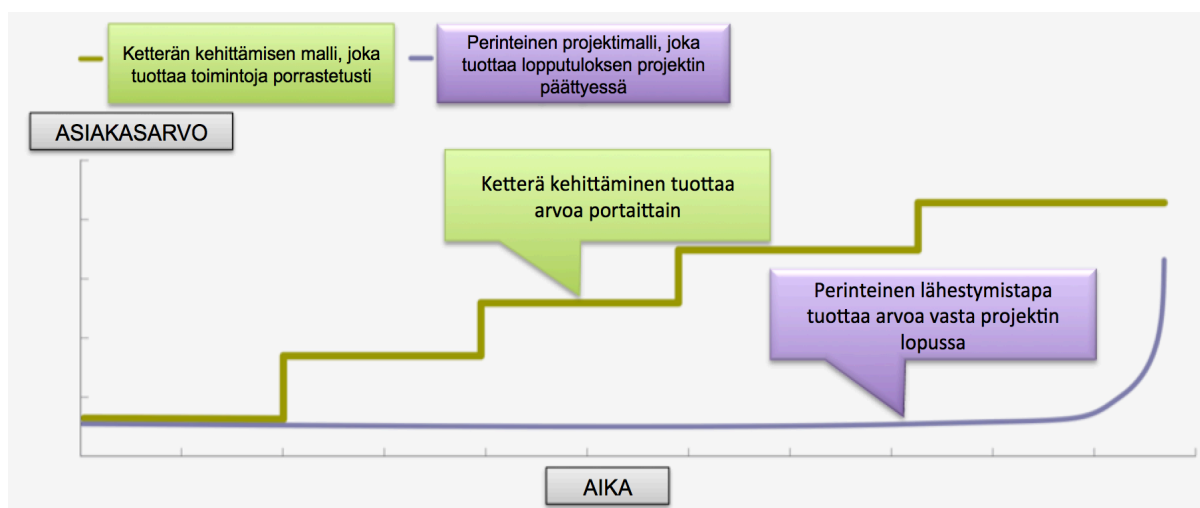 Ketterän kehittämisen malli, joka
tuottaa toimintoja porrastetusti
Perinteinen projektimalli, joka
tuottaa lopputuloksen projektin
päättyessä
ASIAKASARVO
Ketterä kehittäminen tuottaa
arvoa portaittain
Perinteinen lähestymistapa
tuottaa arvoa vasta projektin
lopussa
AIKA